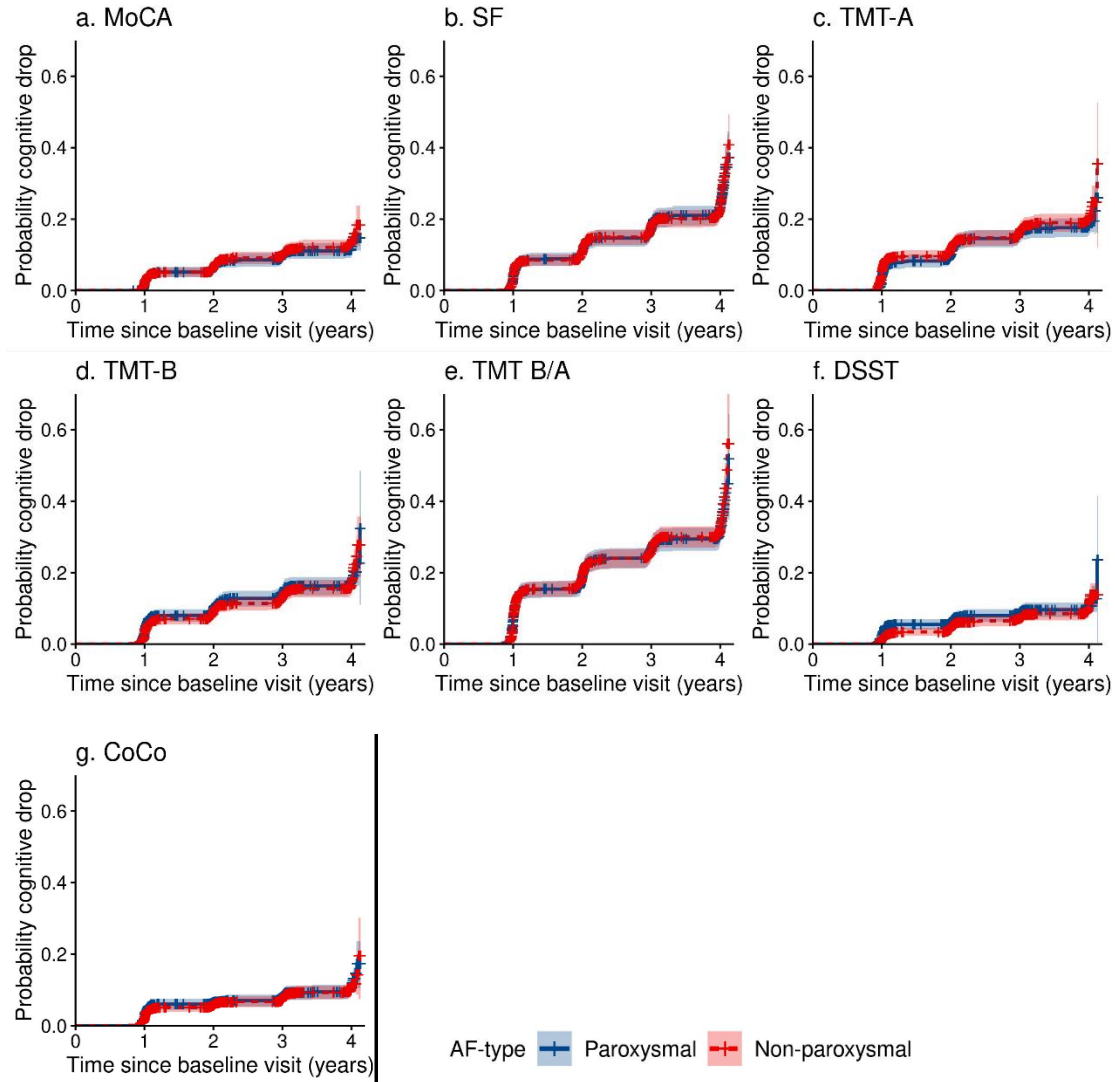 a. MoCA
b. SF
c. TMT-A
Probability cognitive drop
0.6
0.4
0.2
0.0
0 1 2 3 4
Time since baseline visit (years)
Probability cognitive drop
0.6
0.4
0.2
0.0
0 1 2 3 4
Time since baseline visit (years)
Probability cognitive drop
0.6
0.4
0.2
0.0
0 1 2 3 4
Time since baseline visit (years)
d. TMT-B
e. TMT B/A
f. DSST
Probability cognitive drop
0.6
0.4
0.2
0.0
0 1 2 3 4
Time since baseline visit (years)
Probability cognitive drop
0.6
0.4
0.2
0.0
0 1 2 3 4
Time since baseline visit (years)
Probability cognitive drop
0.6
0.4
0.2
0.0
0 1 2 3 4
Time since baseline visit (years)
g. CoCo
Probability cognitive drop
0.6
0.4
0.2
0.0
0 1 2 3 4
Time since baseline visit (years)
AF-type Paroxysmal Non-paroxysmal